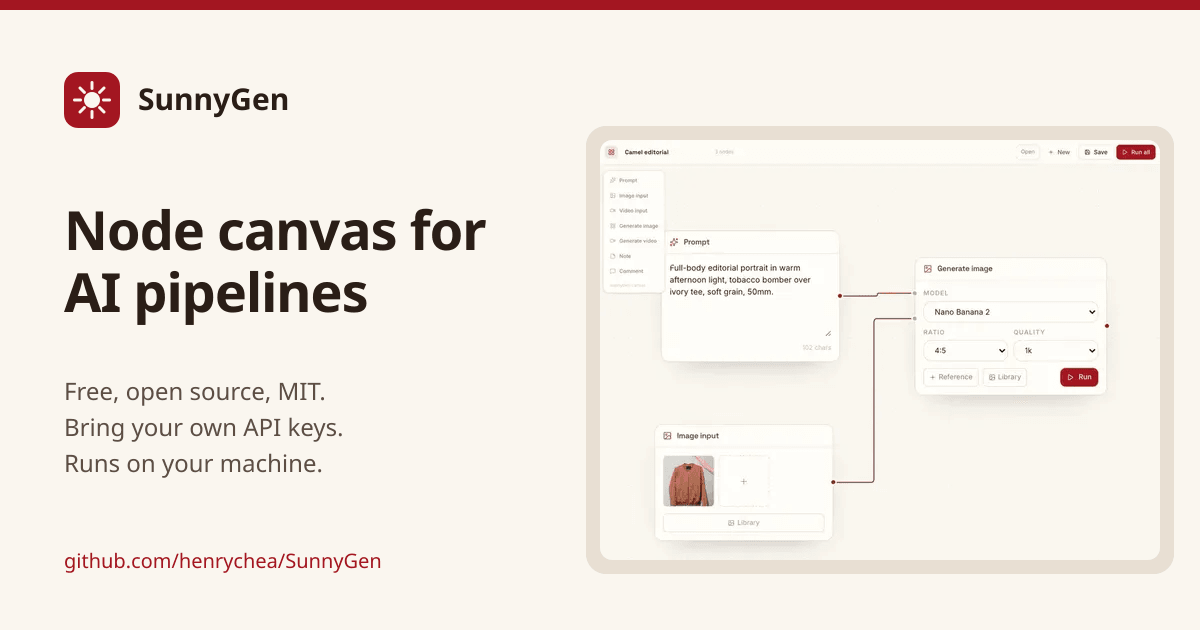 SunnyGen
Node canvas for
AI pipelines
Free, open source, MIT.
Bring your own API keys.
Runs on your machine.
github.com/henrychea/SunnyGen
Camel editorial
3 nodes
Open
+ New
Save
Run all
Prompt
Image input
Video input
Generate image
Generate video
Note
Comment
Prompt
Full-body editorial portrait in warm
afternoon light, tobacco bomber over
ivory tee, soft grain, 50mm.
102 chars
Generate image
MODEL
Nano Banana 2
RATIO
QUALITY
4:5
1k
+ Reference
Library
Run
Image input
+
Library